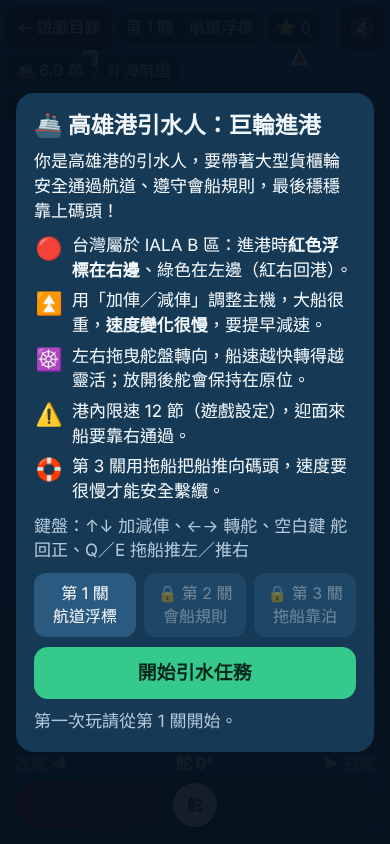 ← 遊戲目錄
第 1 關　航道浮標
⭐ 0
🚢 6.0 節
外海航道
🚢 高雄港引水人：巨輪進港
你是高雄港的引水人，要帶著大型貨櫃輪
安全通過航道、遵守會船規則，最後穩穩
靠上碼頭！
🔴 台灣屬於 IALA B 區：進港時紅色浮
標在右邊、綠色在左邊（紅右回港）。
⏫ 用「加俥／減俥」調整主機，大船很
重，速度變化很慢，要提早減速。
☸️ 左右拖曳舵盤轉向，船速越快轉得越
靈活；放開後舵會保持在原位。
⚠️ 港內限速 12 節（遊戲設定），迎面來
船要靠右通過。
🛟 第 3 關用拖船把船推向碼頭，速度要
很慢才能安全繫纜。
鍵盤：↑↓ 加減俥、←→ 轉舵、空白鍵 舵
回正、Q／E 拖船推左／推右
第 1 關
航道浮標
🔒 第 2 關
會船規則
🔒 第 3 關
拖船靠泊
開始引水任務
第一次玩請從第 1 關開始。
左舵 ◀
舵 0°
▶ 右舵
舵